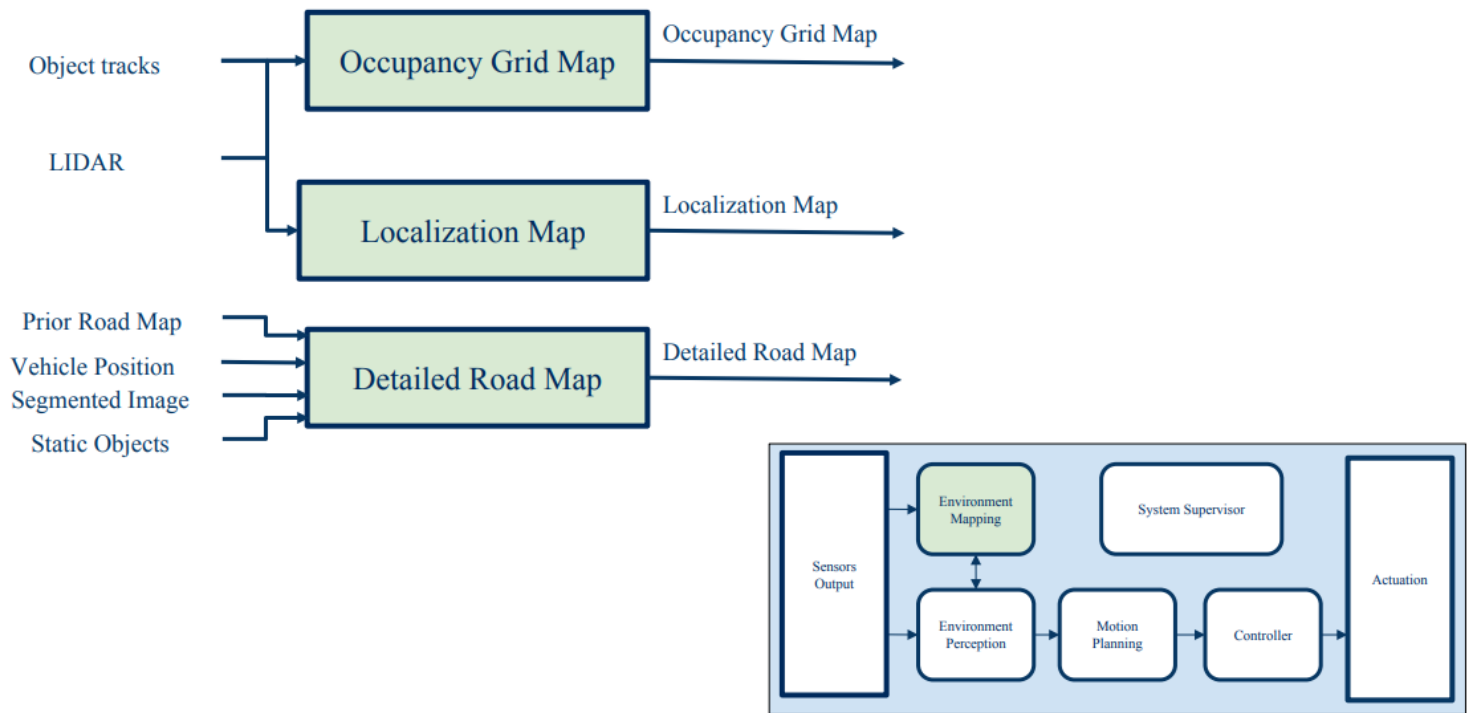 Object tracks
LIDAR
Occupancy Grid Map
Occupancy Grid Map
Localization Map
Localization Map
Prior Road Map
Vehicle Position
Segmented Image
Static Objects
Detailed Road Map
Detailed Road Map
Sensors
Output
Environment
Mapping
System Supervisor
Environment
Perception
Motion
Planning
Controller
Actuation